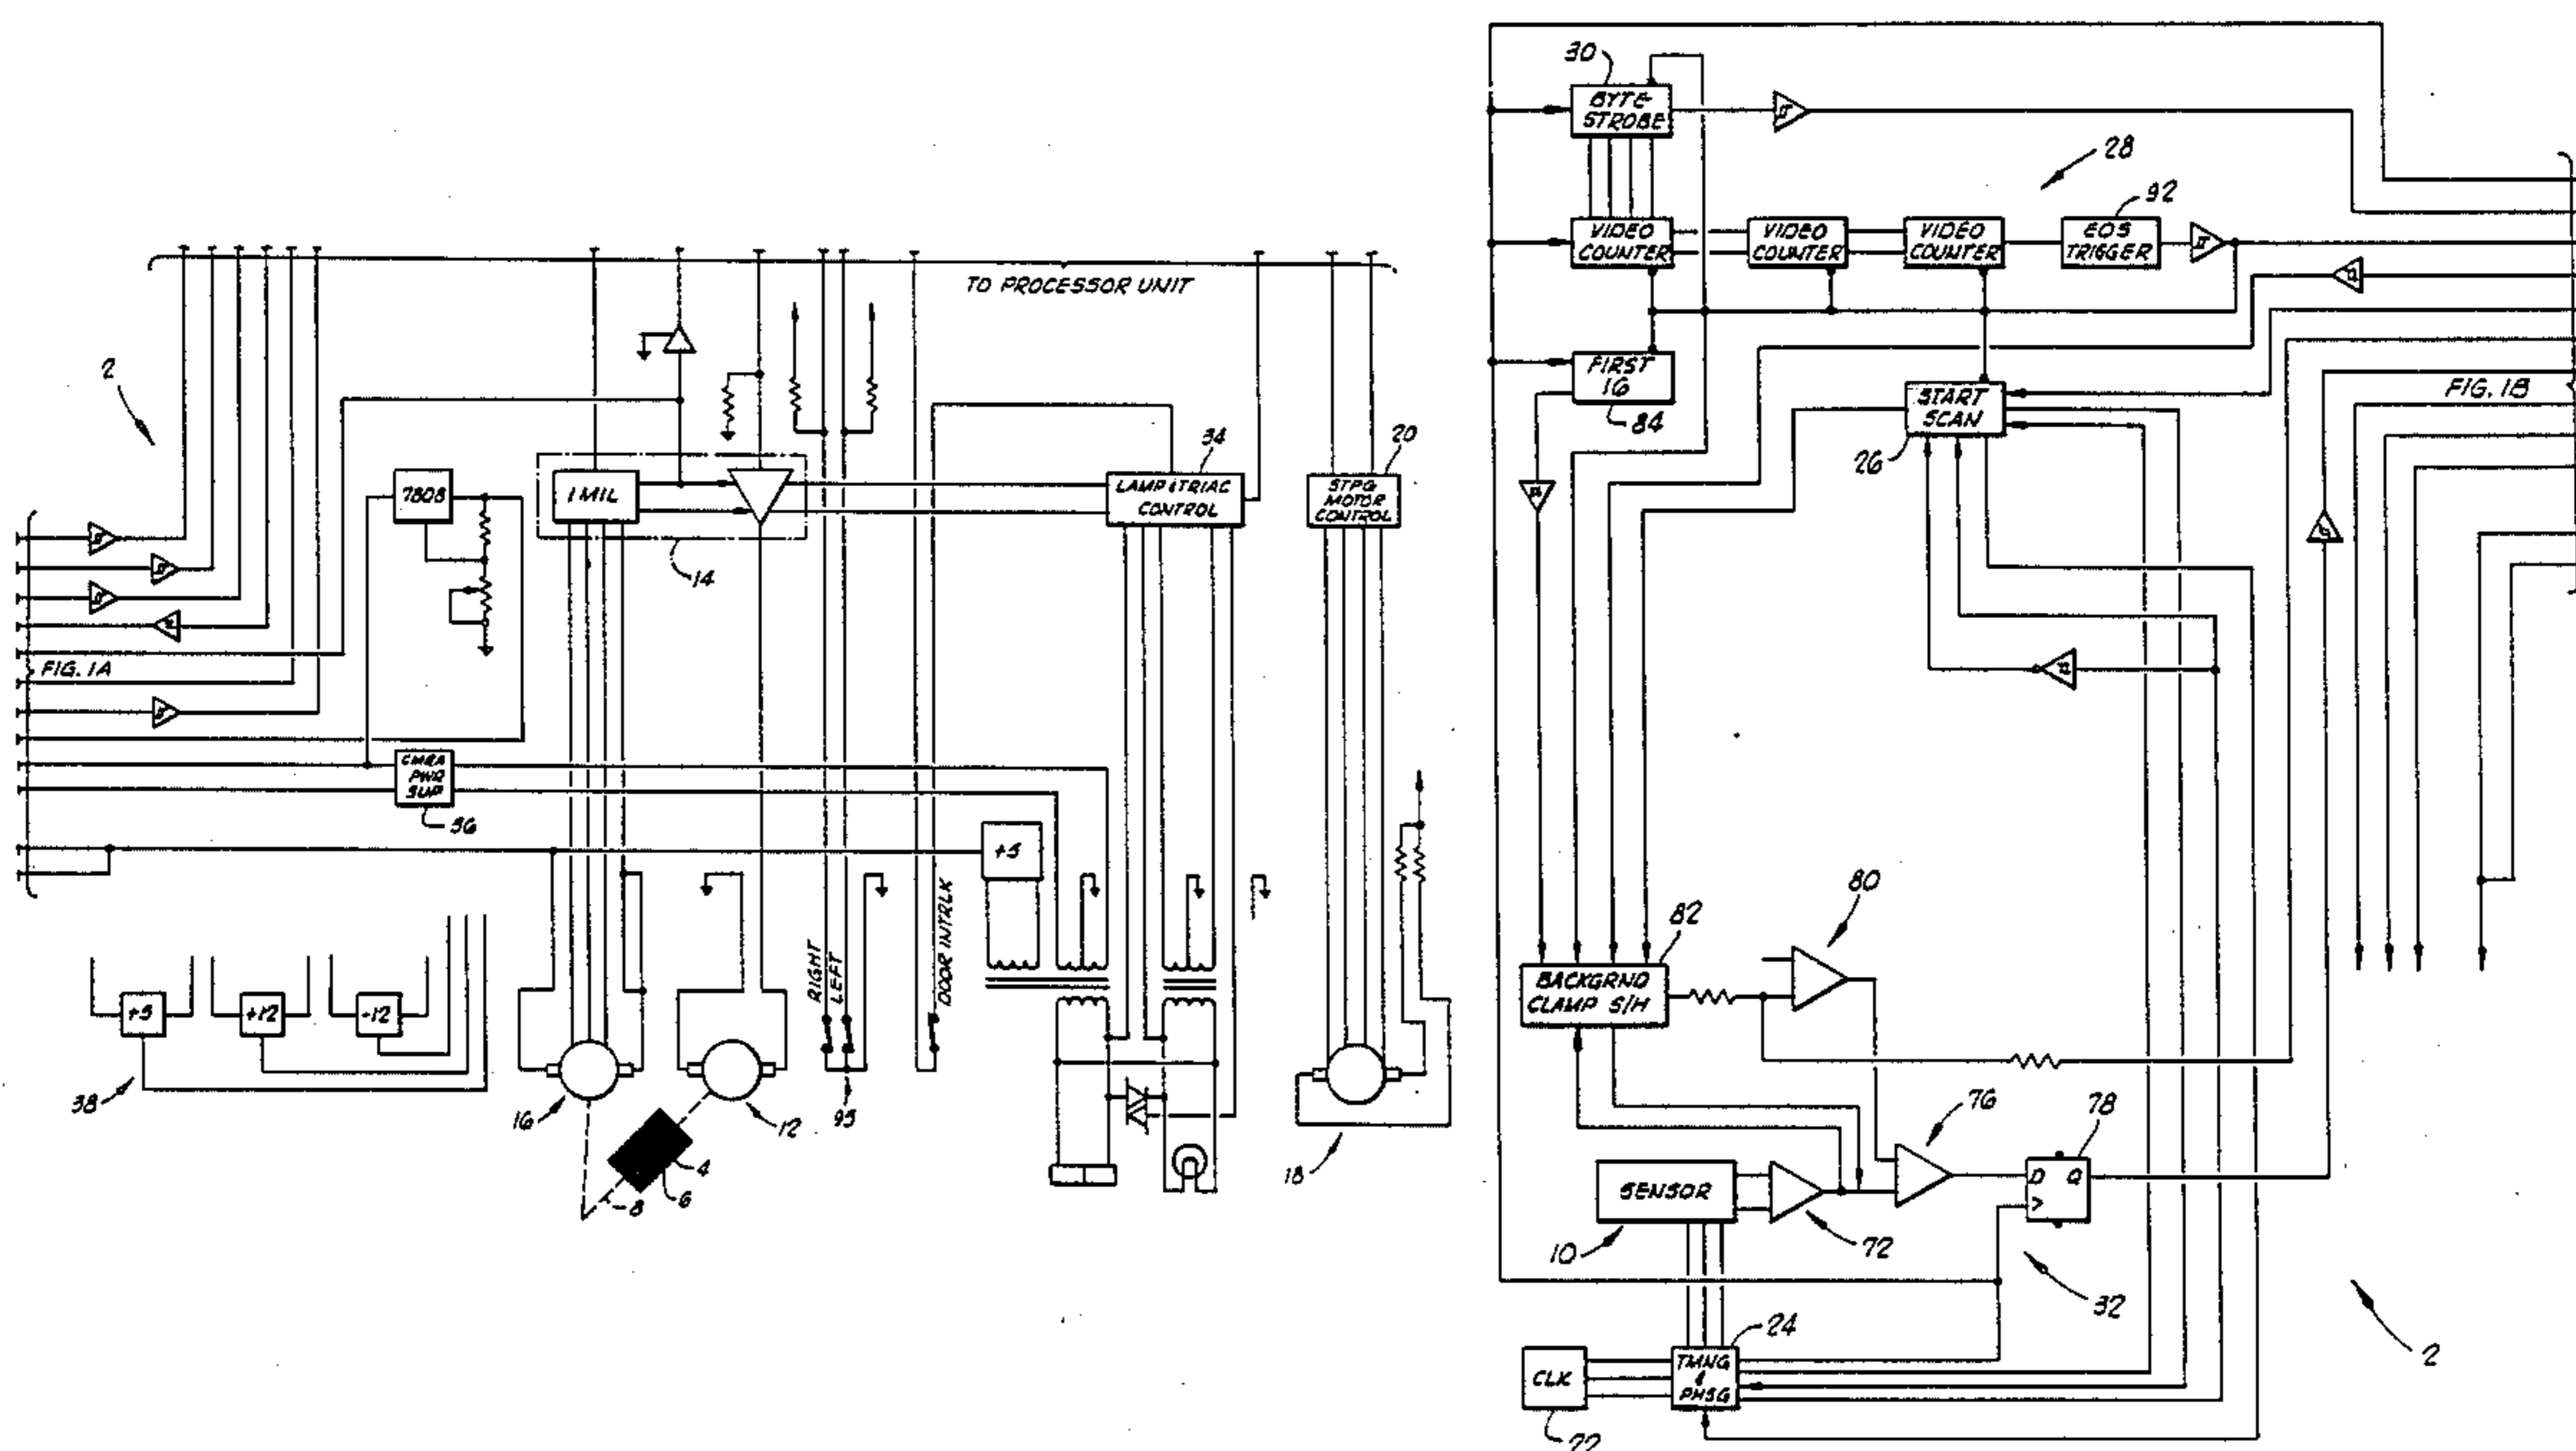 TO PROCESSOR UNIT
2
7808
1 MIL
14
34
LAMP & TRIAC
CONTROL
20
STPG
MOTOR
CONTROL
FIG. 1A
CMRA
PWR
SUP
36
+5
RIGHT
LEFT
DOOR INTRLK
+5
+12
-12
38
16
12
95
4
6
8
18
30
BYTE
STROBE
28
92
VIDEO
COUNTER
VIDEO
COUNTER
VIDEO
COUNTER
EOS
TRIGGER
FIRST
16
84
START
SCAN
26
FIG. 1B
80
82
BACKGRND
CLAMP S/H
76
78
D Q
SENSOR
10
72
32
24
CLK
TMNG
&
PHSG
22
2